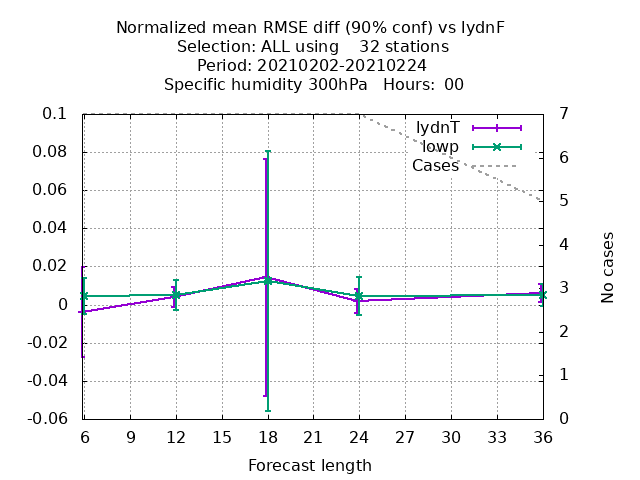 Normalized mean RMSE diff (90% conf) vs IydnF
Selection: ALL using    32 stations
Period: 20210202-20210224
Specific humidity 300hPa   Hours:  00
IydnT
Iowp
Cases
0.1
0.08
0.06
0.04
0.02
0
-0.02
-0.04
-0.06
7
6
5
4
3
2
1
0
No cases
6 9 12 15 18 21 24 27 30 33 36
Forecast length